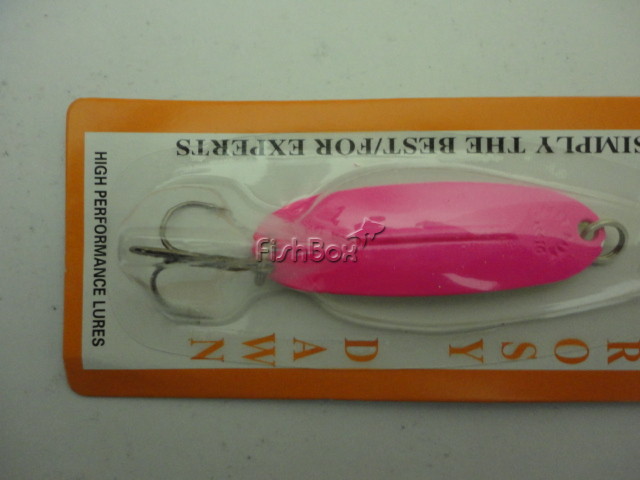 SIMPLY THE BEST/FOR EXPERTS
HIGH PERFORMANCE LURES
FishBox
ROSY DAWN